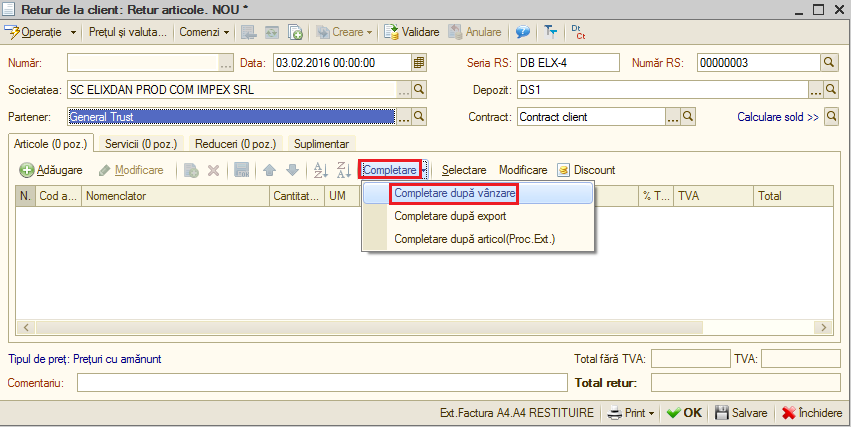 Retur de la client: Retur articole. NOU *
Operație Prețul și valuta... Comenzi Creare Validare Anulare Dt Ct
Număr: ... Data: 03.02.2016 00:00:00 Seria RS: DB ELX-4 Număr RS: 00000003
Societatea: SC ELIXDAN PROD COM IMPEX SRL ... Depozit: DS1 ...
Partener: General Trust ... Contract: Contract client ... Calculare sold >>
Articole (0 poz.) Servicii (0 poz.) Reduceri (0 poz.) Suplimentar
Adăugare Modificare Completare Selectare Modificare Discount
N. Cod a... Nomenclator Cantitat... UM % T... TVA Total
Completare după vânzare
Completare după export
Completare după articol(Proc.Ext.)
Tipul de preț: Prețuri cu amănunt Total fără TVA: TVA:
Comentariu: Total retur:
Ext.Factura A4.A4 RESTITUIRE Print OK Salvare Închidere